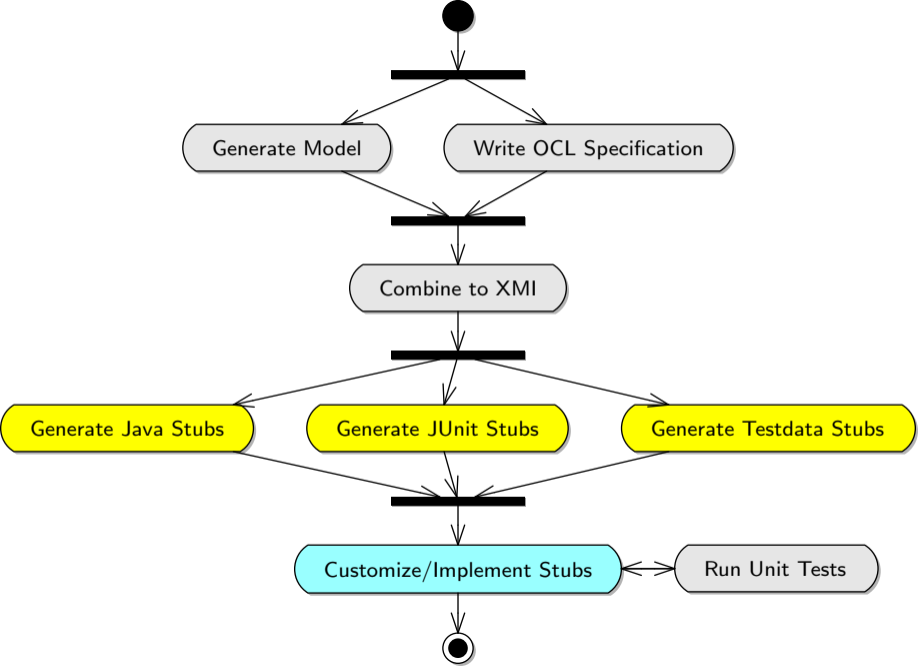 Generate Model
Write OCL Specification
Combine to XMI
Generate Java Stubs
Generate JUnit Stubs
Generate Testdata Stubs
Customize/Implement Stubs
Run Unit Tests